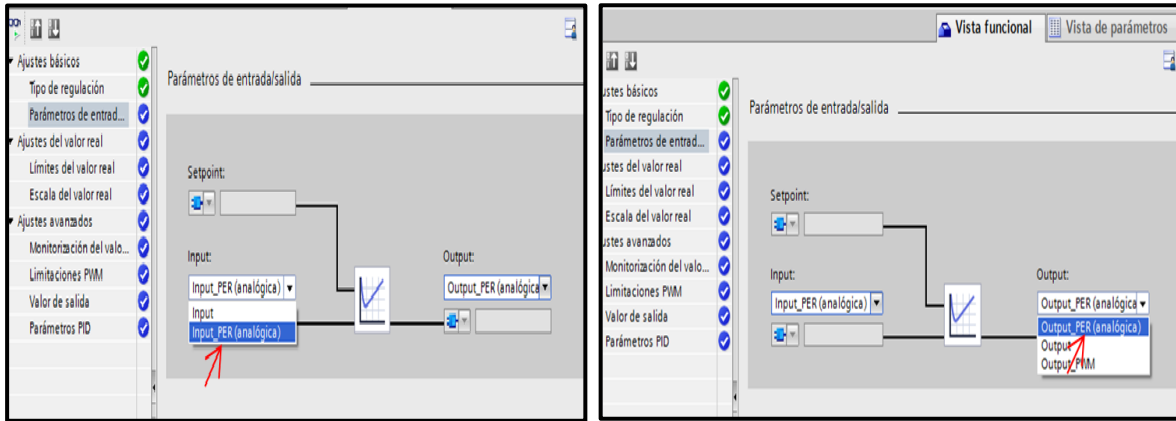 Ajustes básicos
Tipo de regulación
Parámetros de entrad...
Ajustes del valor real
Límites del valor real
Escala del valor real
Ajustes avanzados
Monitorización del valo...
Limitaciones PWM
Valor de salida
Parámetros PID
Parámetros de entrada/salida
Setpoint:
Input:
Input_PER (analógica)
Input
Input_PER (analógica)
Output:
Output_PER (analógica
Vista funcional
Vista de parámetros
ustes básicos
Tipo de regulación
Parámetros de entrad...
ustes del valor real
Límites del valor real
Escala del valor real
ustes avanzados
Monitorización del valo...
Limitaciones PWM
Valor de salida
Parámetros PID
Parámetros de entrada/salida
Setpoint:
Input:
Input_PER (analógica)
Output:
Output_PER (analógica
Output_PER (analógica)
Output
Output_PWM